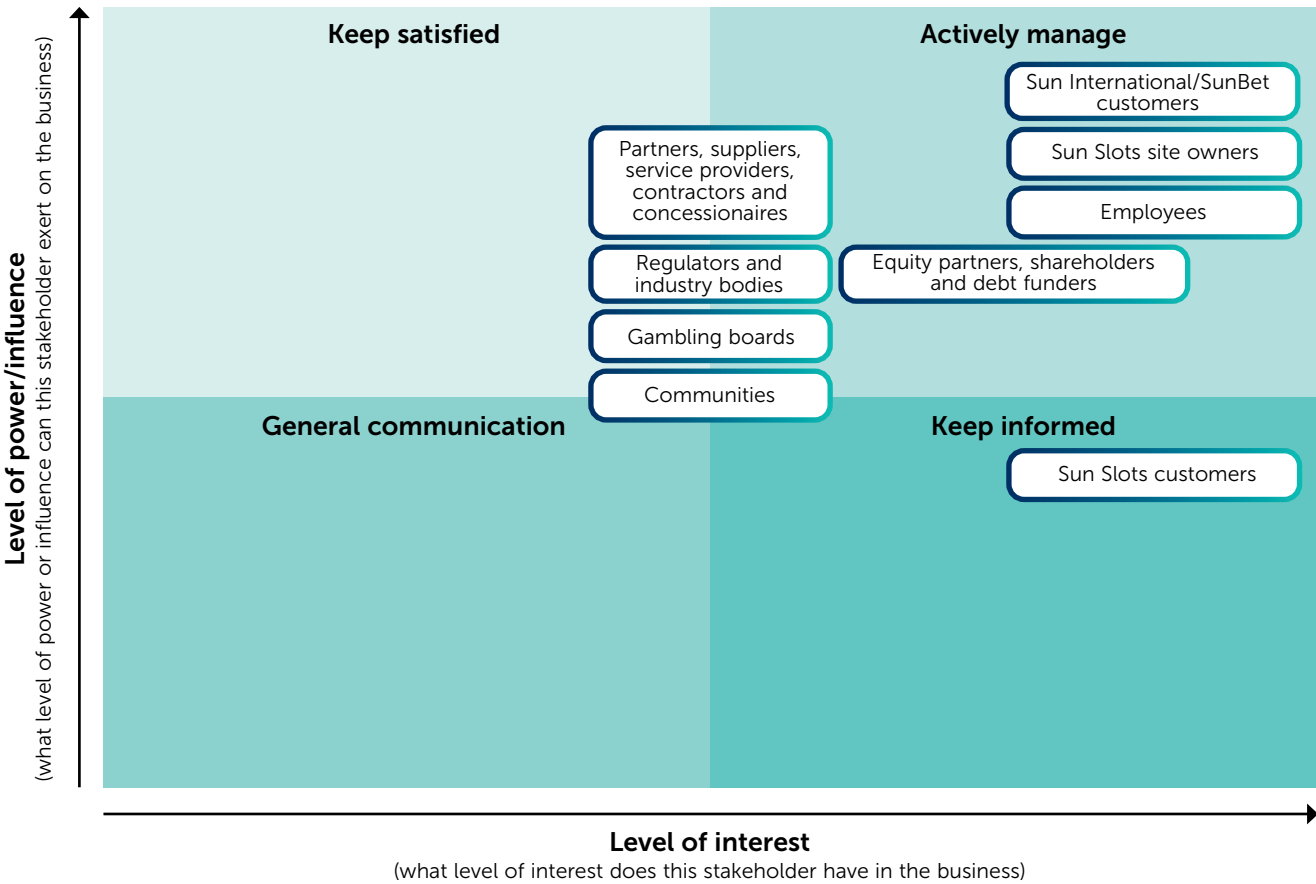 Keep satisfied
Actively manage
Sun International/SunBet
customers
Partners, suppliers,
service providers,
contractors and
concessionaires
Sun Slots site owners
Employees
Regulators and
industry bodies
Equity partners, shareholders
and debt funders
Gambling boards
Communities
General communication
Keep informed
Sun Slots customers
Level of power/influence
(what level of power or influence can this stakeholder exert on the business)
Level of interest
(what level of interest does this stakeholder have in the business)